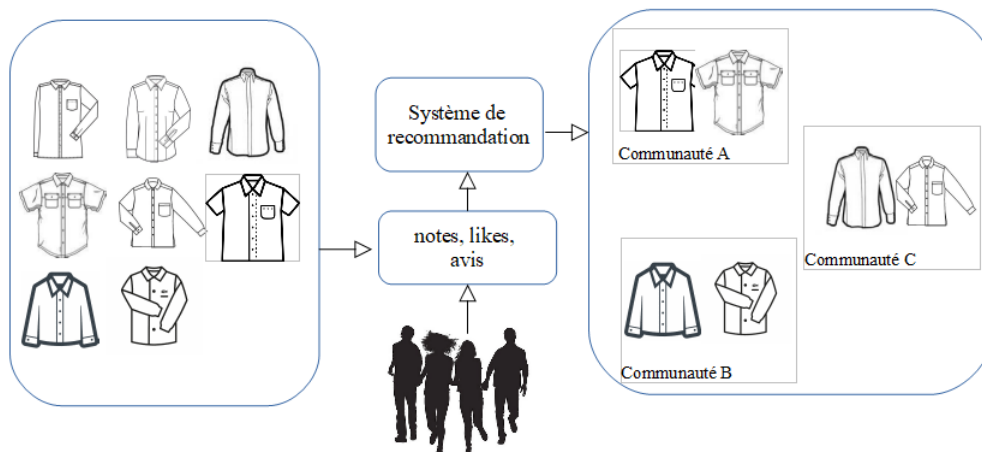 Système de
recommandation
notes, likes,
avis
Communauté A
Communauté C
Communauté B